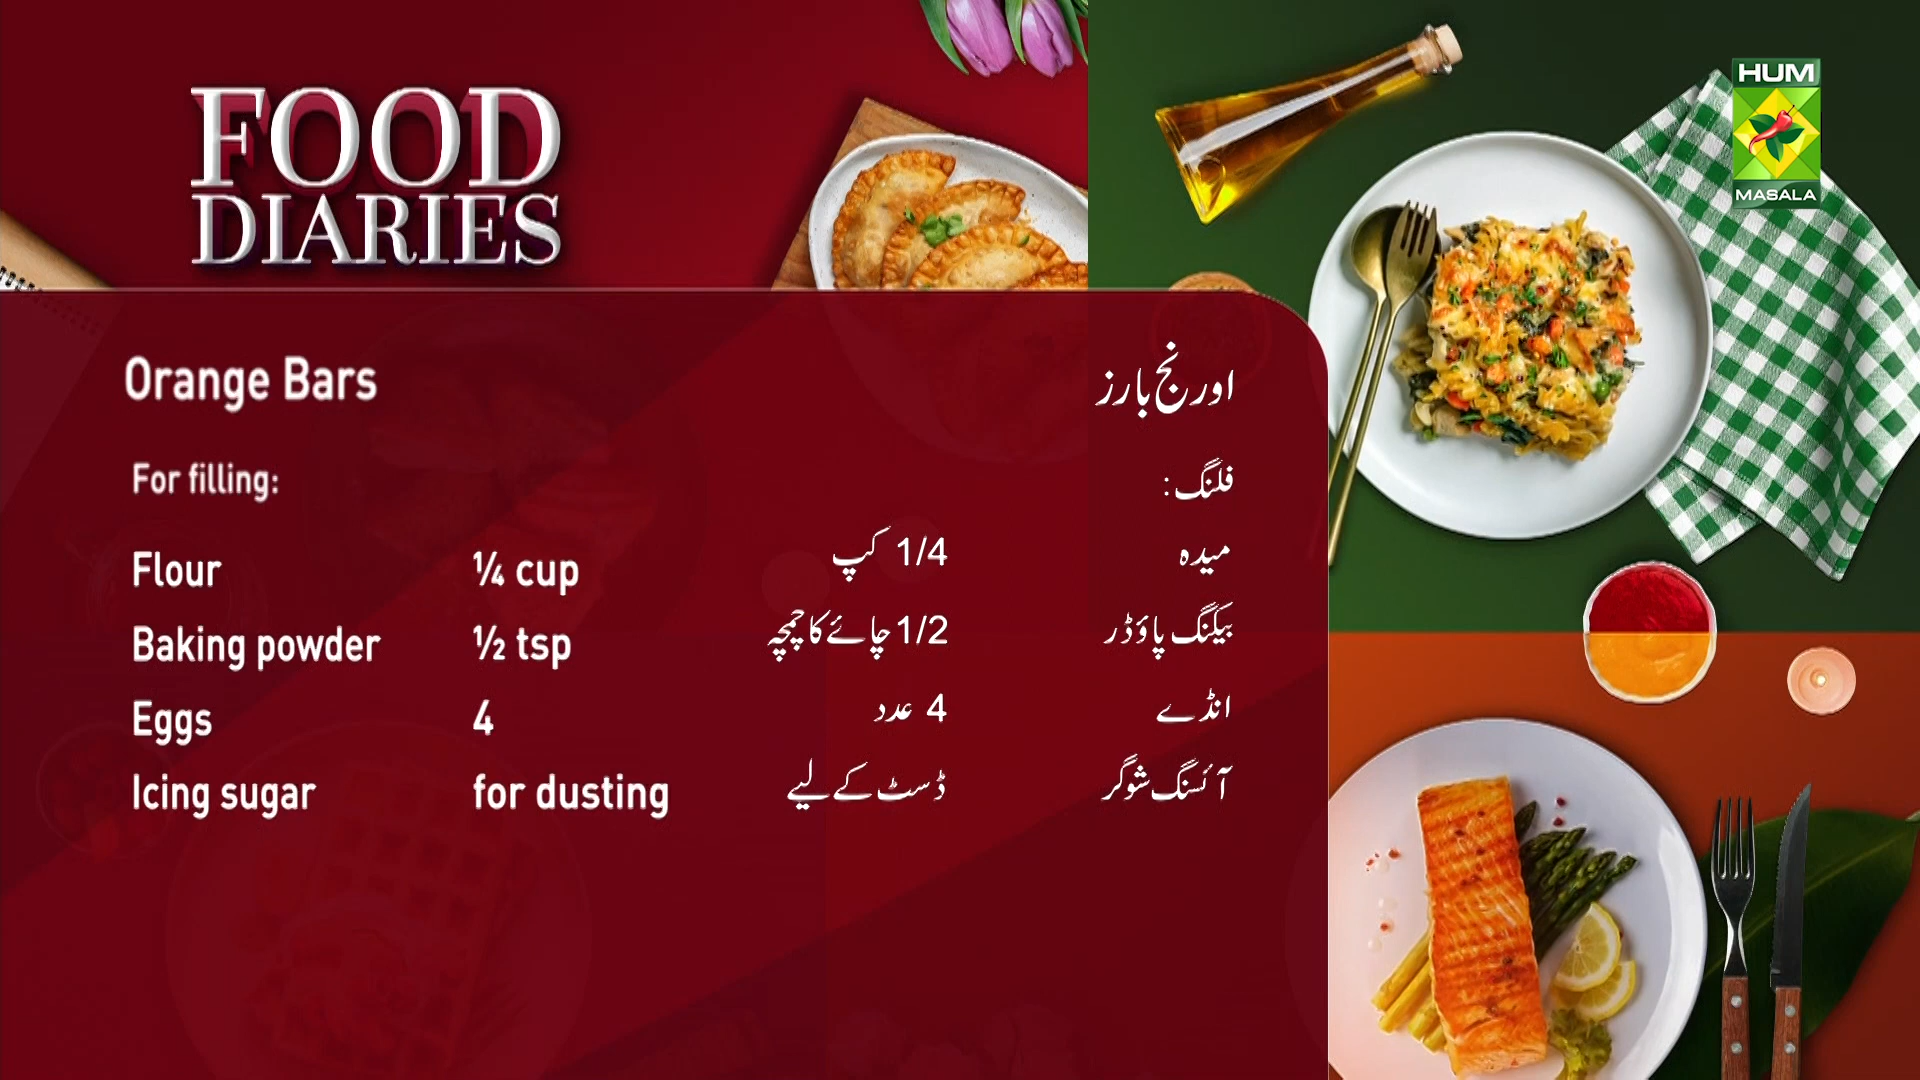 FOOD
DIARIES
HUM
MASALA
Orange Bars اورنج بارز
For filling: فلنگ:
Flour ¼ cup 1/4 کپ میدہ
Baking powder ½ tsp 1/2 چائے کا چمچہ بیکنگ پاؤڈر
Eggs 4 4 عدد انڈے
Icing sugar for dusting ڈسٹ کے لیے آئسنگ شوگر